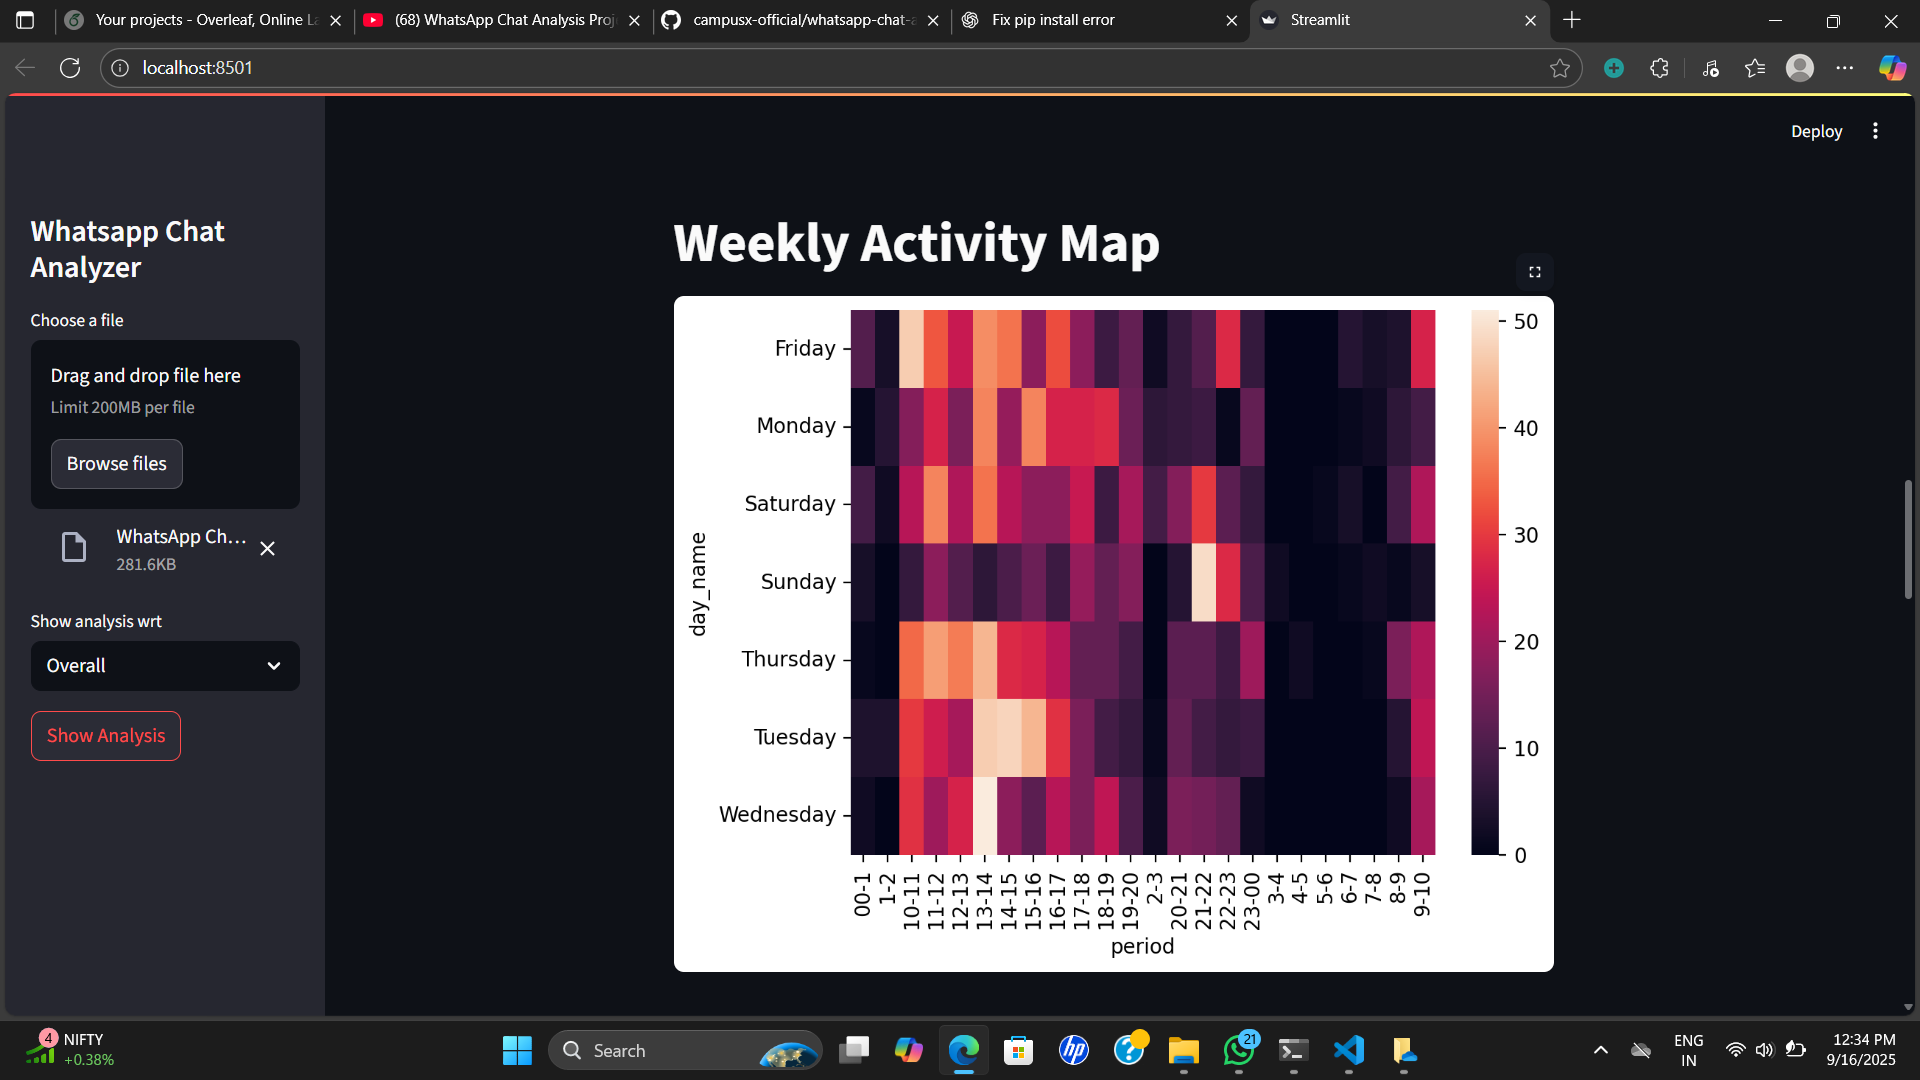 Your projects - Overleaf, Online La
(68) WhatsApp Chat Analysis Proj
campusx-official/whatsapp-chat-a
Fix pip install error
Streamlit
localhost:8501
Deploy
Whatsapp Chat
Analyzer
Choose a file
Drag and drop file here
Limit 200MB per file
Browse files
WhatsApp Ch...
281.6KB
Show analysis wrt
Overall
Show Analysis
Weekly Activity Map
day_name
Friday
Monday
Saturday
Sunday
Thursday
Tuesday
Wednesday
00-1
1-2
10-11
11-12
12-13
13-14
14-15
15-16
16-17
17-18
18-19
19-20
2-3
20-21
21-22
22-23
23-00
3-4
4-5
5-6
6-7
7-8
8-9
9-10
period
50
40
30
20
10
0
4
NIFTY
+0.38%
Search
hp
21
ENG
IN
12:34 PM
9/16/2025